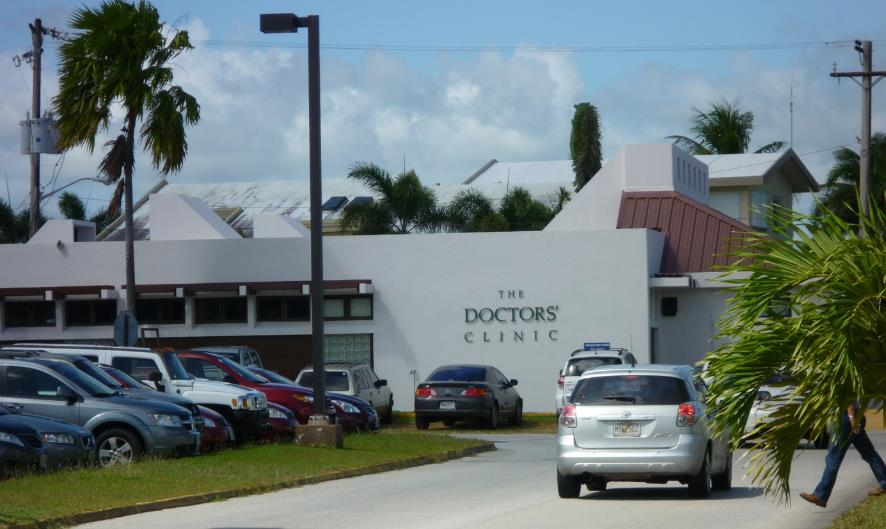 THE
DOCTORS'
CLINIC